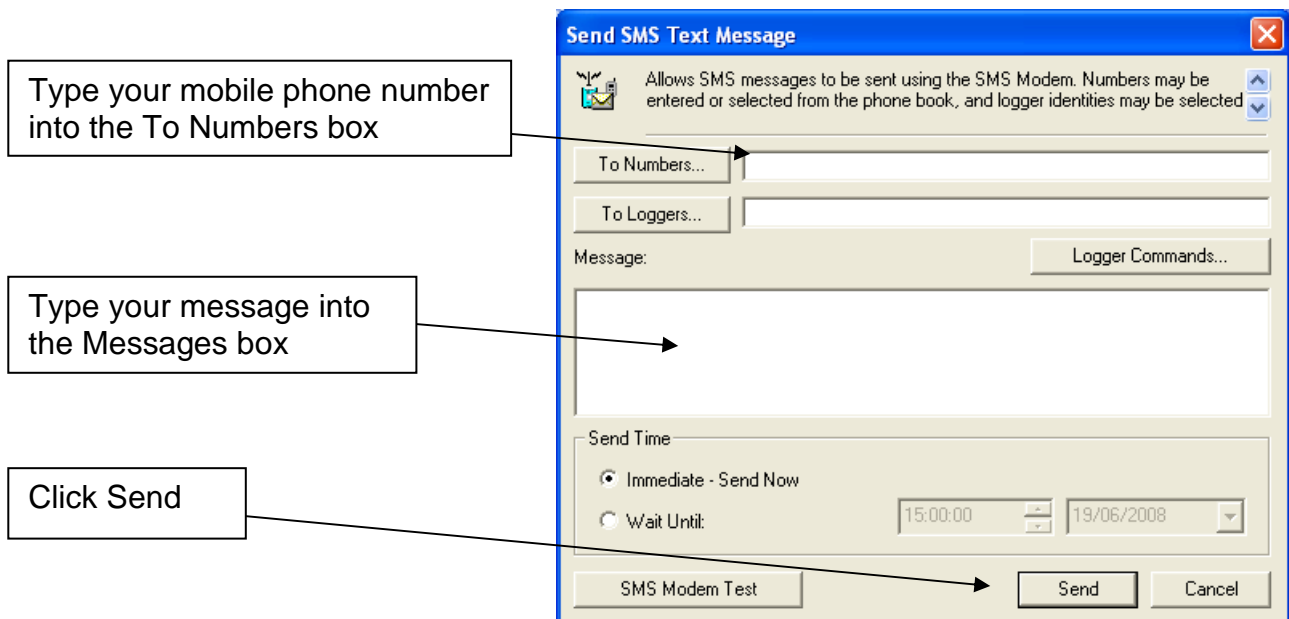 Send SMS Text Message
Type your mobile phone number
into the To Numbers box
Allows SMS messages to be sent using the SMS Modem. Numbers may be
entered or selected from the phone book, and logger identities may be selected
To Numbers...
To Loggers...
Message:
Logger Commands...
Type your message into
the Messages box
Send Time
Immediate - Send Now
Wait Until:
15:00:00
19/06/2008
Click Send
SMS Modem Test
Send
Cancel